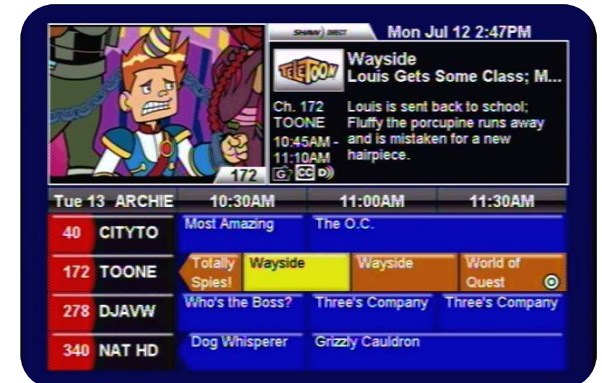 SHAW) DIRECT
Mon Jul 12 2:47PM
TELETOON
Wayside
Louis Gets Some Class; M...
Ch. 172
TOONE
10:45AM -
11:10AM
G? CC D))
Louis is sent back to school;
Fluffy the porcupine runs away
and is mistaken for a new
hairpiece.
172
Tue 13 ARCHIE 10:30AM 11:00AM 11:30AM
40 CITYTO Most Amazing The O.C.
172 TOONE Totally Spies! Wayside Wayside World of Quest
278 DJAVW Who's the Boss? Three's Company Three's Company
340 NAT HD Dog Whisperer Grizzly Cauldron